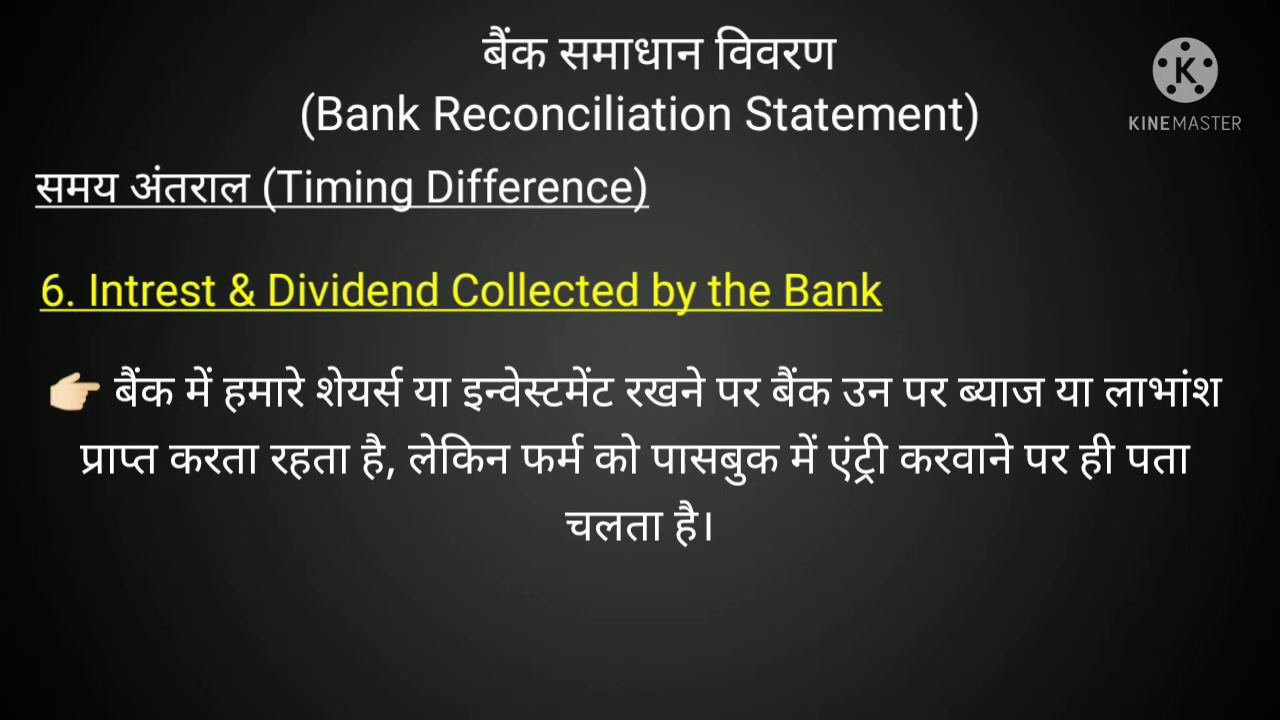 बैंक समाधान विवरण
(Bank Reconciliation Statement)
KINEMASTER
समय अंतराल (Timing Difference)
6. Intrest & Dividend Collected by the Bank
👉🏻 बैंक में हमारे शेयर्स या इन्वेस्टमेंट रखने पर बैंक उन पर ब्याज या लाभांश
प्राप्त करता रहता है, लेकिन फर्म को पासबुक में एंट्री करवाने पर ही पता
चलता है।